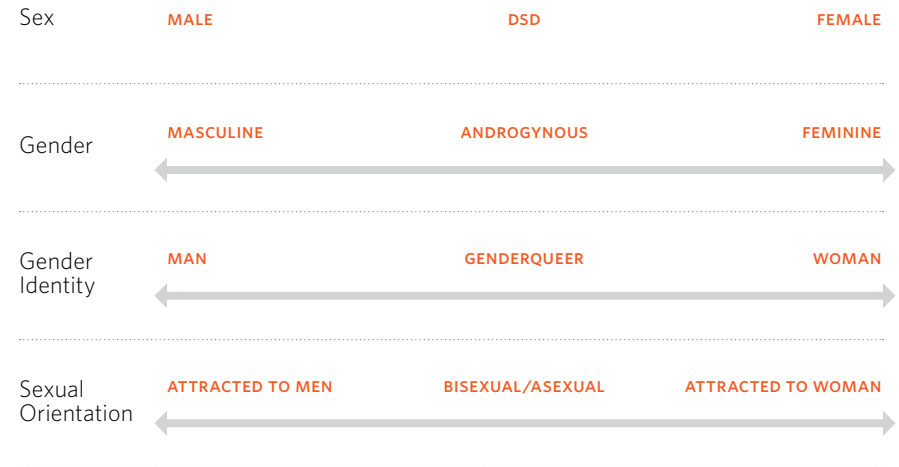 Sex
MALE DSD FEMALE
Gender
MASCULINE ANDROGYNOUS FEMININE
Gender
Identity
MAN GENDERQUEER WOMAN
Sexual
Orientation
ATTRACTED TO MEN BISEXUAL/ASEXUAL ATTRACTED TO WOMAN